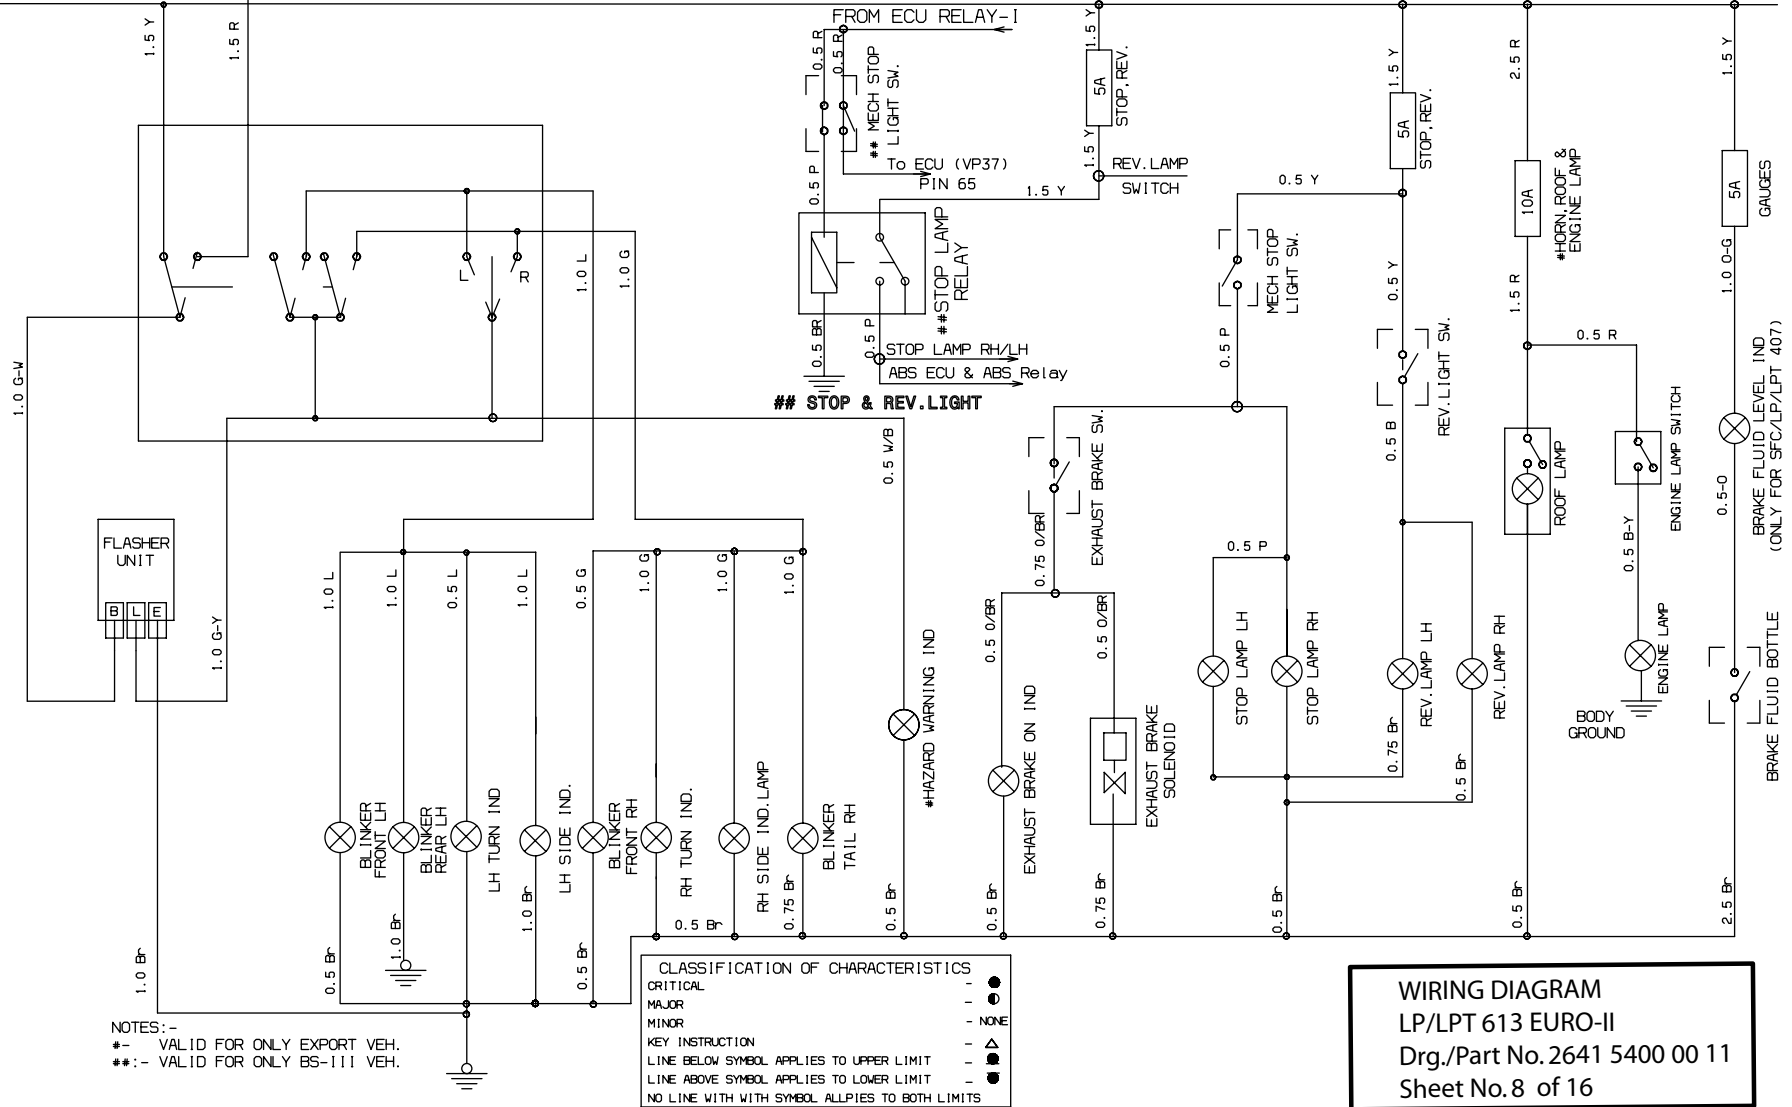 FROM ECU RELAY-I
1.5 Y
1.5 R
0.5 R
0.5 R
## MECH STOP
LIGHT SW.
1.5 Y
5A
STOP,REV.
1.5 Y
1.5 Y
5A
STOP,REV.
2.5 R
10A
#HORN,ROOF &
ENGINE LAMP
1.5 Y
5A
GAUGES
To ECU (VP37)
PIN 65
REV.LAMP
SWITCH
0.5 P
1.5 Y
0.5 Y
##STOP LAMP
RELAY
MECH STOP
LIGHT SW.
0.5 Y
1.5 R
1.0 O-G
L
R
1.0 L
1.0 G
1.0 G-W
0.5 BR
0.5 P
STOP LAMP RH/LH
ABS ECU & ABS Relay
## STOP & REV.LIGHT
0.5 P
REV.LIGHT SW.
0.5 R
0.5 W/B
EXHAUST BRAKE SW.
0.5 B
ROOF LAMP
ENGINE LAMP SWITCH
BRAKE FLUID LEVEL IND
(ONLY FOR SFC/LP/LPT 407)
0.5-O
FLASHER
UNIT
B
L
E
1.0 G-Y
1.0 L
1.0 L
0.5 L
1.0 L
0.5 G
1.0 G
1.0 G
1.0 G
0.75 O/BR
0.5 P
0.5 B-Y
0.5 O/BR
0.5 O/BR
STOP LAMP LH
STOP LAMP RH
REV.LAMP LH
REV.LAMP RH
ENGINE LAMP
BODY
GROUND
BRAKE FLUID BOTTLE
#HAZARD WARNING IND
EXHAUST BRAKE ON IND
EXHAUST BRAKE
SOLENOID
0.75 Br
0.5 Br
BLINKER
FRONT LH
BLINKER
REAR LH
LH TURN IND
LH SIDE IND.
BLINKER
FRONT RH
RH TURN IND.
RH SIDE IND.LAMP
BLINKER
TAIL RH
1.0 Br
0.5 Br
1.0 Br
1.0 Br
0.5 Br
0.5 Br
0.75 Br
0.5 Br
0.5 Br
0.75 Br
0.5 Br
0.5 Br
2.5 Br
NOTES:-
#- VALID FOR ONLY EXPORT VEH.
##:- VALID FOR ONLY BS-III VEH.
CLASSIFICATION OF CHARACTERISTICS
CRITICAL -
MAJOR -
MINOR - NONE
KEY INSTRUCTION -
LINE BELOW SYMBOL APPLIES TO UPPER LIMIT -
LINE ABOVE SYMBOL APPLIES TO LOWER LIMIT -
NO LINE WITH WITH SYMBOL ALLPIES TO BOTH LIMITS
WIRING DIAGRAM
LP/LPT 613 EURO-II
Drg./Part No. 2641 5400 00 11
Sheet No. 8 of 16